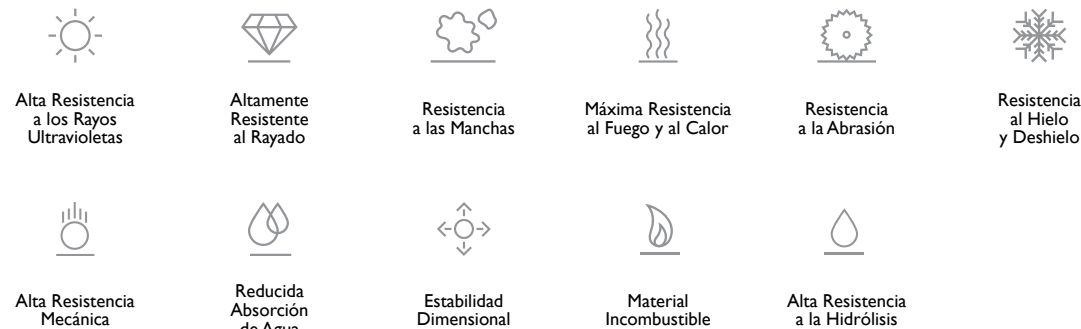 Alta Resistencia
a los Rayos
Ultravioletas
Altamente
Resistente
al Rayado
Resistencia
a las Manchas
Máxima Resistencia
al Fuego y al Calor
Resistencia
a la Abrasión
Resistencia
al Hielo
y Deshielo
Alta Resistencia
Mecánica
Reducida
Absorción
de Agua
Estabilidad
Dimensional
Material
Incombustible
Alta Resistencia
a la Hidrólisis